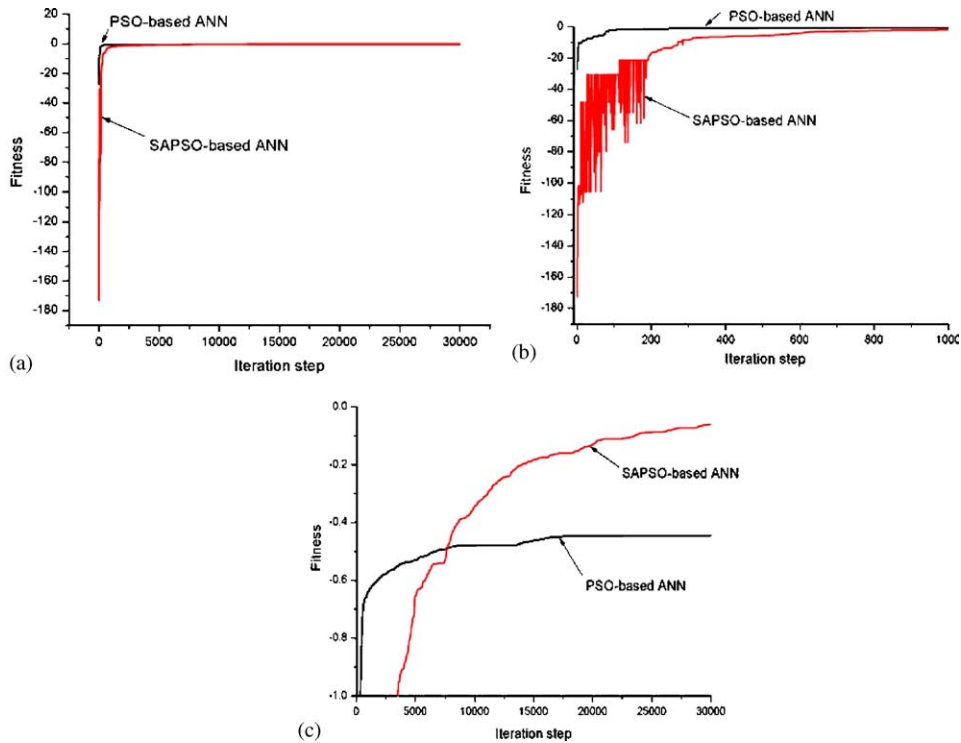 20
0
-20
-40
-60
-80
-100
-120
-140
-160
-180
Fitness
PSO-based ANN
SAPSO-based ANN
0 5000 10000 15000 20000 25000 30000
Iteration step
(a)
0
-20
-40
-60
-80
-100
-120
-140
-160
-180
Fitness
PSO-based ANN
SAPSO-based ANN
0 200 400 600 800 1000
Iteration step
(b)
0.0
-0.2
-0.4
-0.6
-0.8
-1.0
Fitness
SAPSO-based ANN
PSO-based ANN
0 5000 10000 15000 20000 25000 30000
Iteration step
(c)